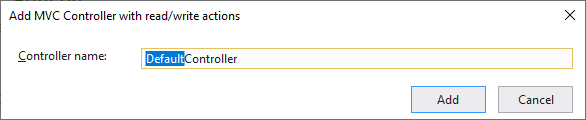 Add MVC Controller with read/write actions
Controller name:
DefaultController
Add
Cancel